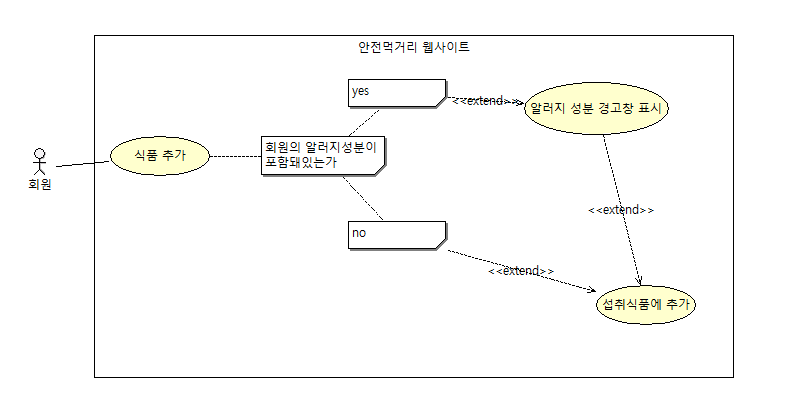 안전먹거리 웹사이트
yes
<<extend>>
알러지 성분 경고창 표시
식품 추가
회원의 알러지성분이
포함돼있는가
회원
<<extend>>
no
<<extend>>
섭취식품에 추가